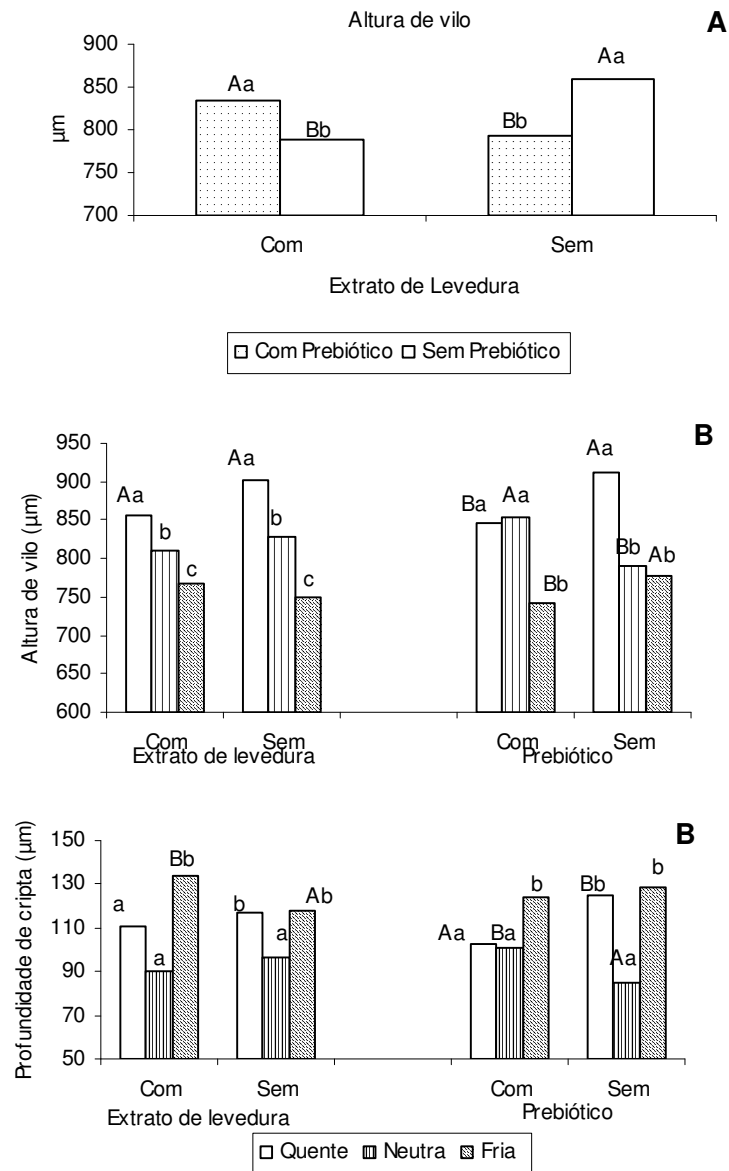 Altura de vilo
A
900
850
800
750
700
µm
Aa
Bb
Bb
Aa
Com
Sem
Extrato de Levedura
Com Prebiótico Sem Prebiótico
B
950
900
850
800
750
700
650
600
Altura de vilo (µm)
Aa
b
c
Aa
b
c
Ba
Aa
Bb
Aa
Bb
Ab
Com
Sem
Com
Sem
Extrato de levedura
Prebiótico
B
150
130
110
90
70
50
Profundidade de cripta (µm)
a
a
Bb
b
a
Ab
Aa
Ba
b
Bb
Aa
b
Com
Sem
Com
Sem
Extrato de levedura
Prebiótico
Quente Neutra Fria